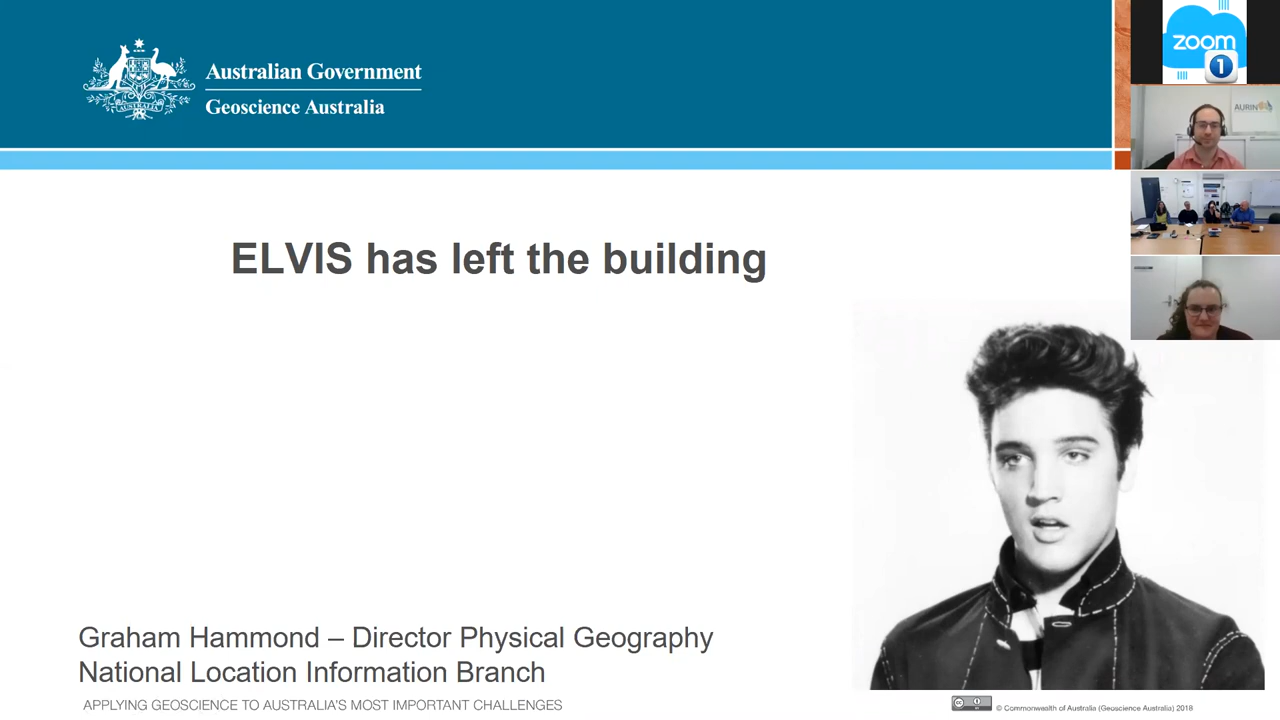 Australian Government
Geoscience Australia
zoom
1
AURIN
ELVIS has left the building
Graham Hammond – Director Physical Geography
National Location Information Branch
APPLYING GEOSCIENCE TO AUSTRALIA'S MOST IMPORTANT CHALLENGES
© Commonwealth of Australia (Geoscience Australia) 2018